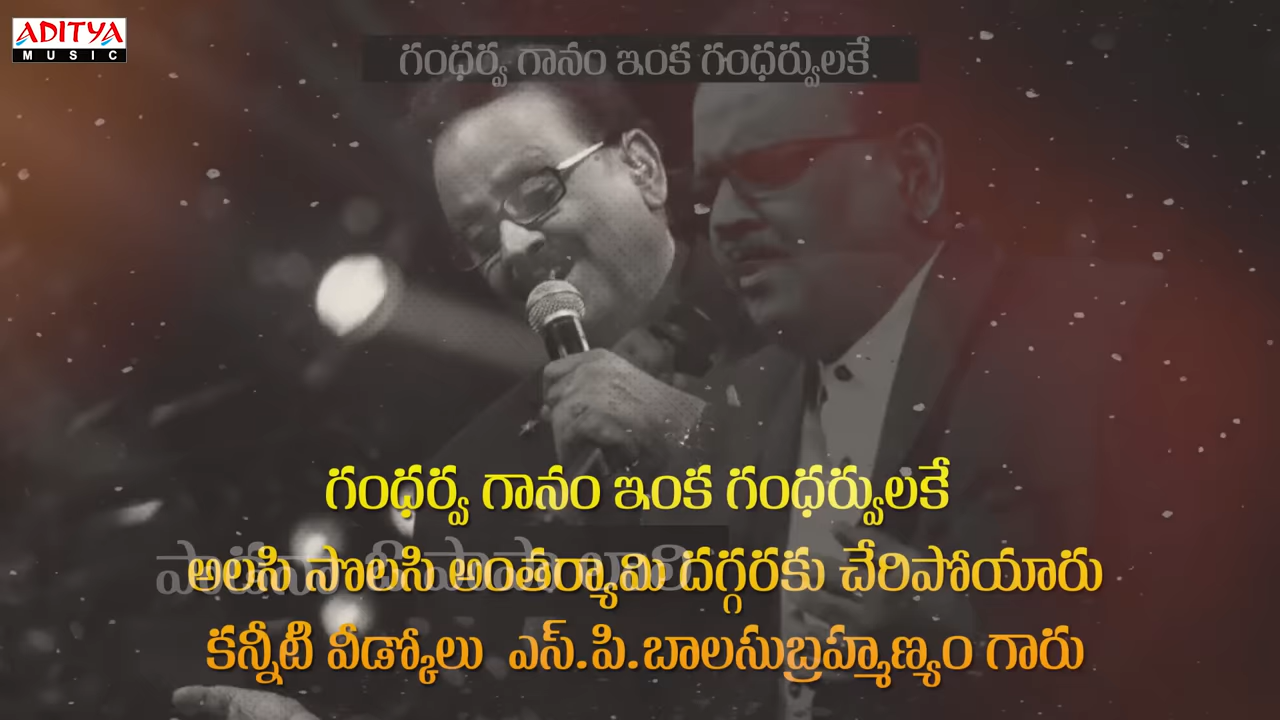 ADITYA
MUSIC
గంధర్వ గానం ఇంక గంధర్వులకే
గంధర్వ గానం ఇంక గంధర్వులకే
అలసి సొలసి అంతర్యామి దగ్గరకు చేరిపోయారు
కన్నీటి వీడ్కోలు ఎస్.పి.బాలసుబ్రహ్మణ్యం గారు